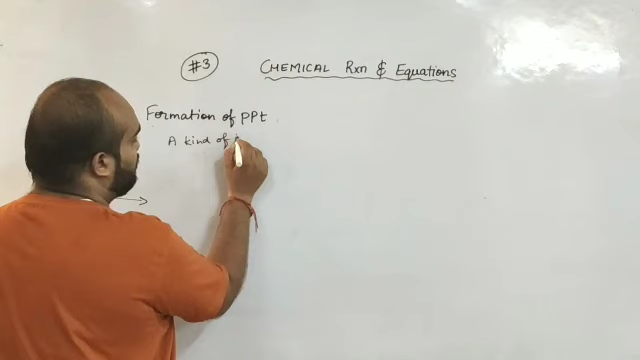 #3
CHEMICAL Rxn & Equations
Formation of PPt
A kind of